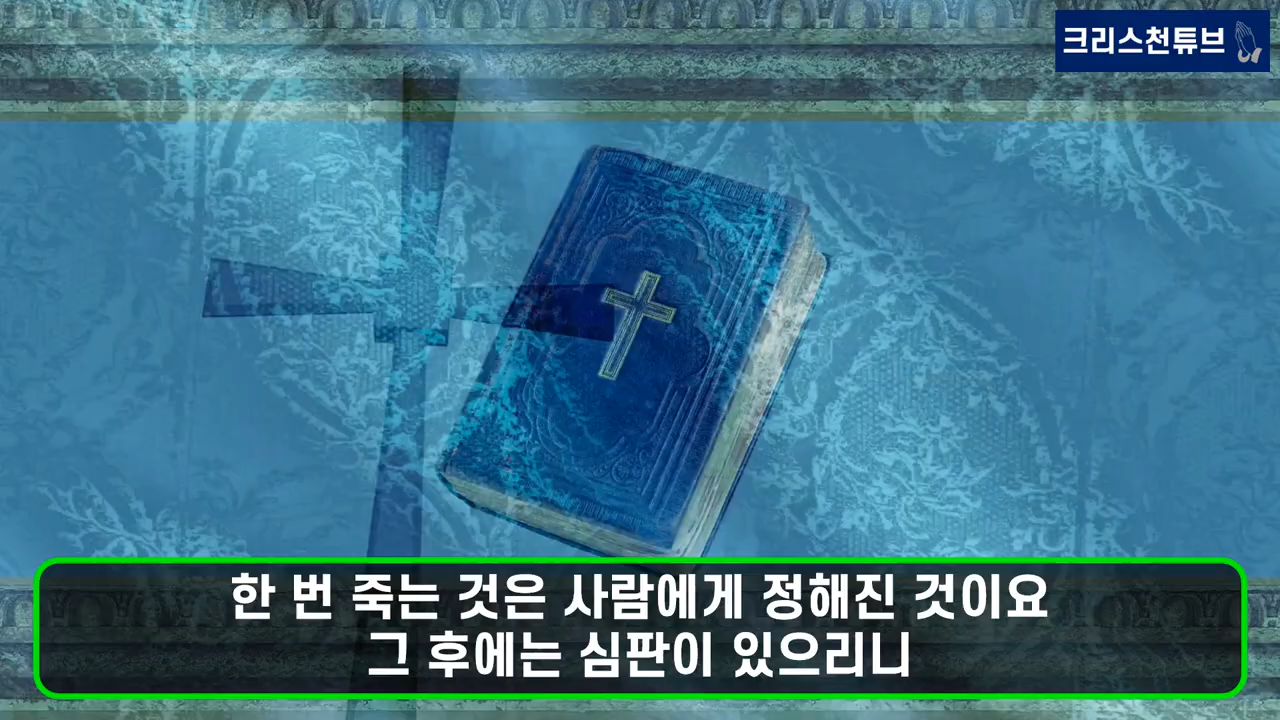 크리스천튜브
한 번 죽는 것은 사람에게 정해진 것이요
그 후에는 심판이 있으리니